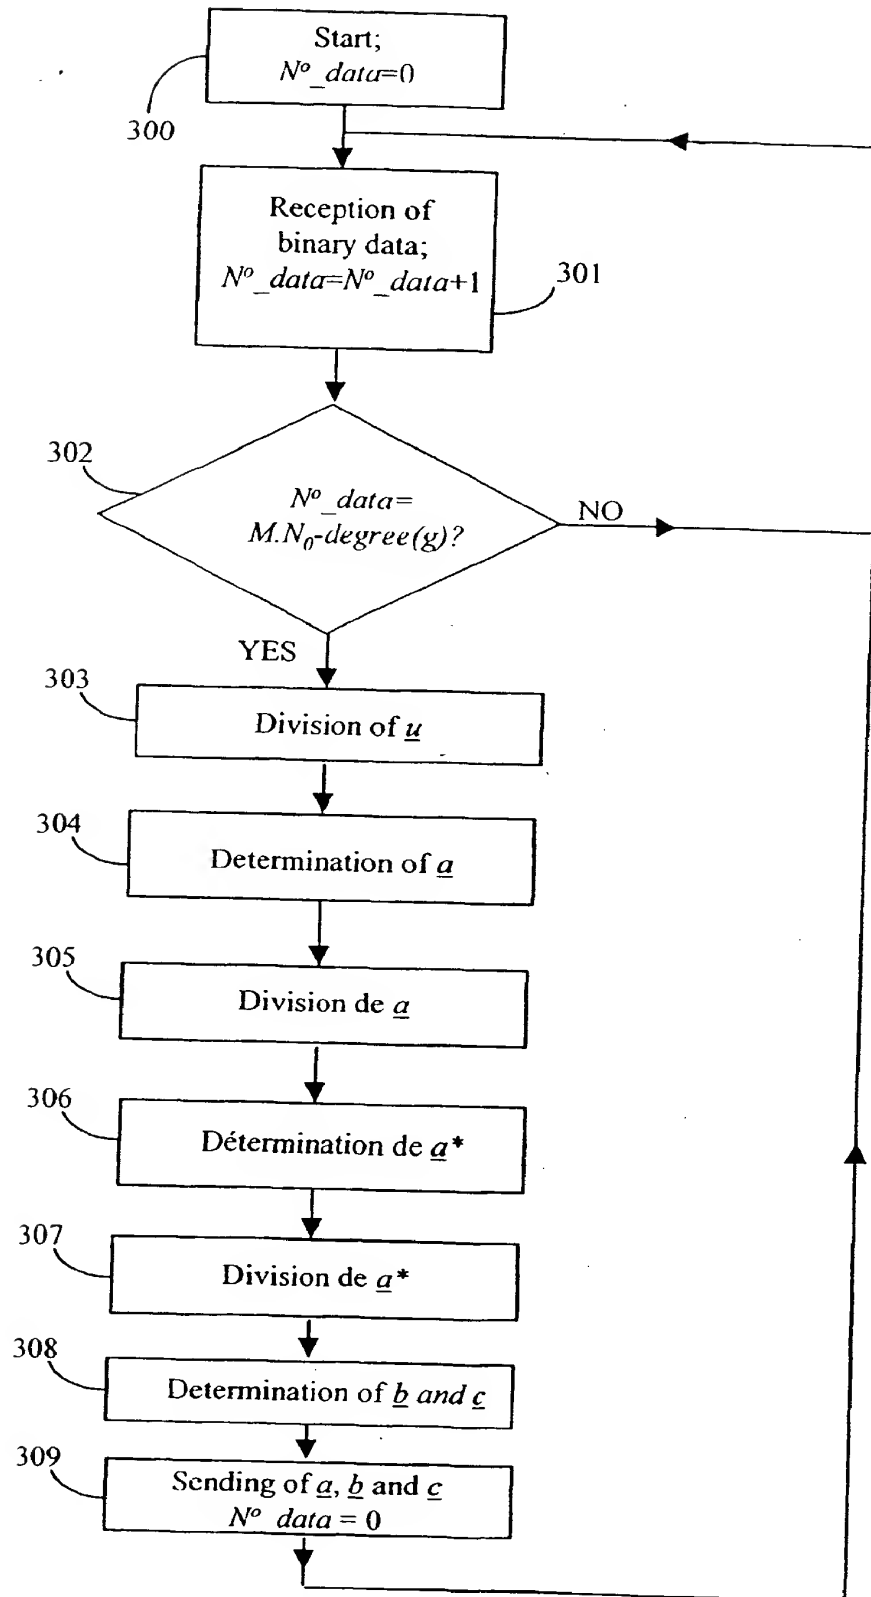 Start;
Nº_data=0
300
Reception of
binary data;
Nº_data=Nº_data+1
301
302
Nº_data=
M.N₀-degree(g)?
NO
YES
303
Division of u
304
Determination of a
305
Division de a
306
Détermination de a*
307
Division de a*
308
Determination of b and c
309
Sending of a, b and c
Nº data = 0